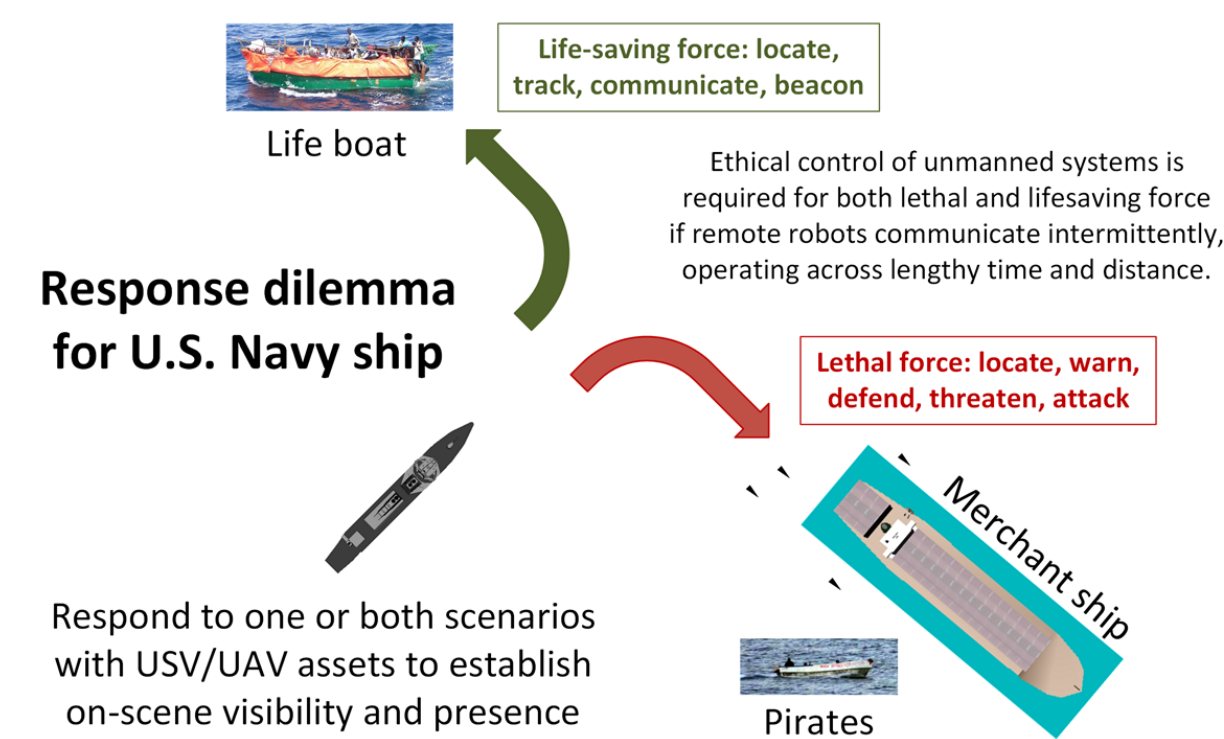 Life-saving force: locate,
track, communicate, beacon
Life boat
Ethical control of unmanned systems is
required for both lethal and lifesaving force
if remote robots communicate intermittently,
operating across lengthy time and distance.
Response dilemma
for U.S. Navy ship
Lethal force: locate, warn,
defend, threaten, attack
Merchant ship
Respond to one or both scenarios
with USV/UAV assets to establish
on-scene visibility and presence
Pirates